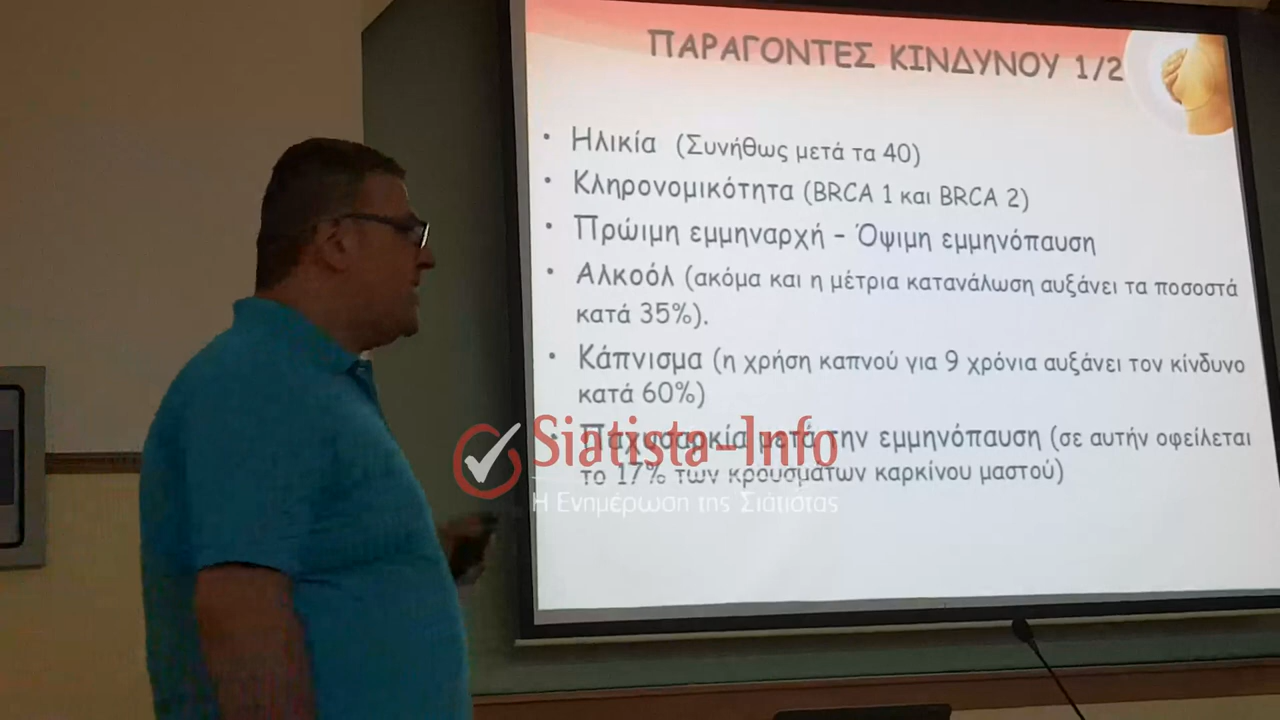 ΠΑΡΑΓΟΝΤΕΣ ΚΙΝΔΥΝΟΥ 1/2
• Ηλικία (Συνήθως μετά τα 40)
• Κληρονομικότητα (BRCA 1 και BRCA 2)
• Πρώιμη εμμηναρχή – Όψιμη εμμηνόπαυση
• Αλκοόλ (ακόμα και η μέτρια κατανάλωση αυξάνει τα ποσοστά
κατά 35%).
• Κάπνισμα (η χρήση καπνού για 9 χρόνια αυξάνει τον κίνδυνο
κατά 60%)
• Παχυσαρκία μετά την εμμηνόπαυση (σε αυτήν οφείλεται
το 17% των κρουσμάτων καρκίνου μαστού)
Siatista-Info
Η Ενημέρωση της Σιάτιστας